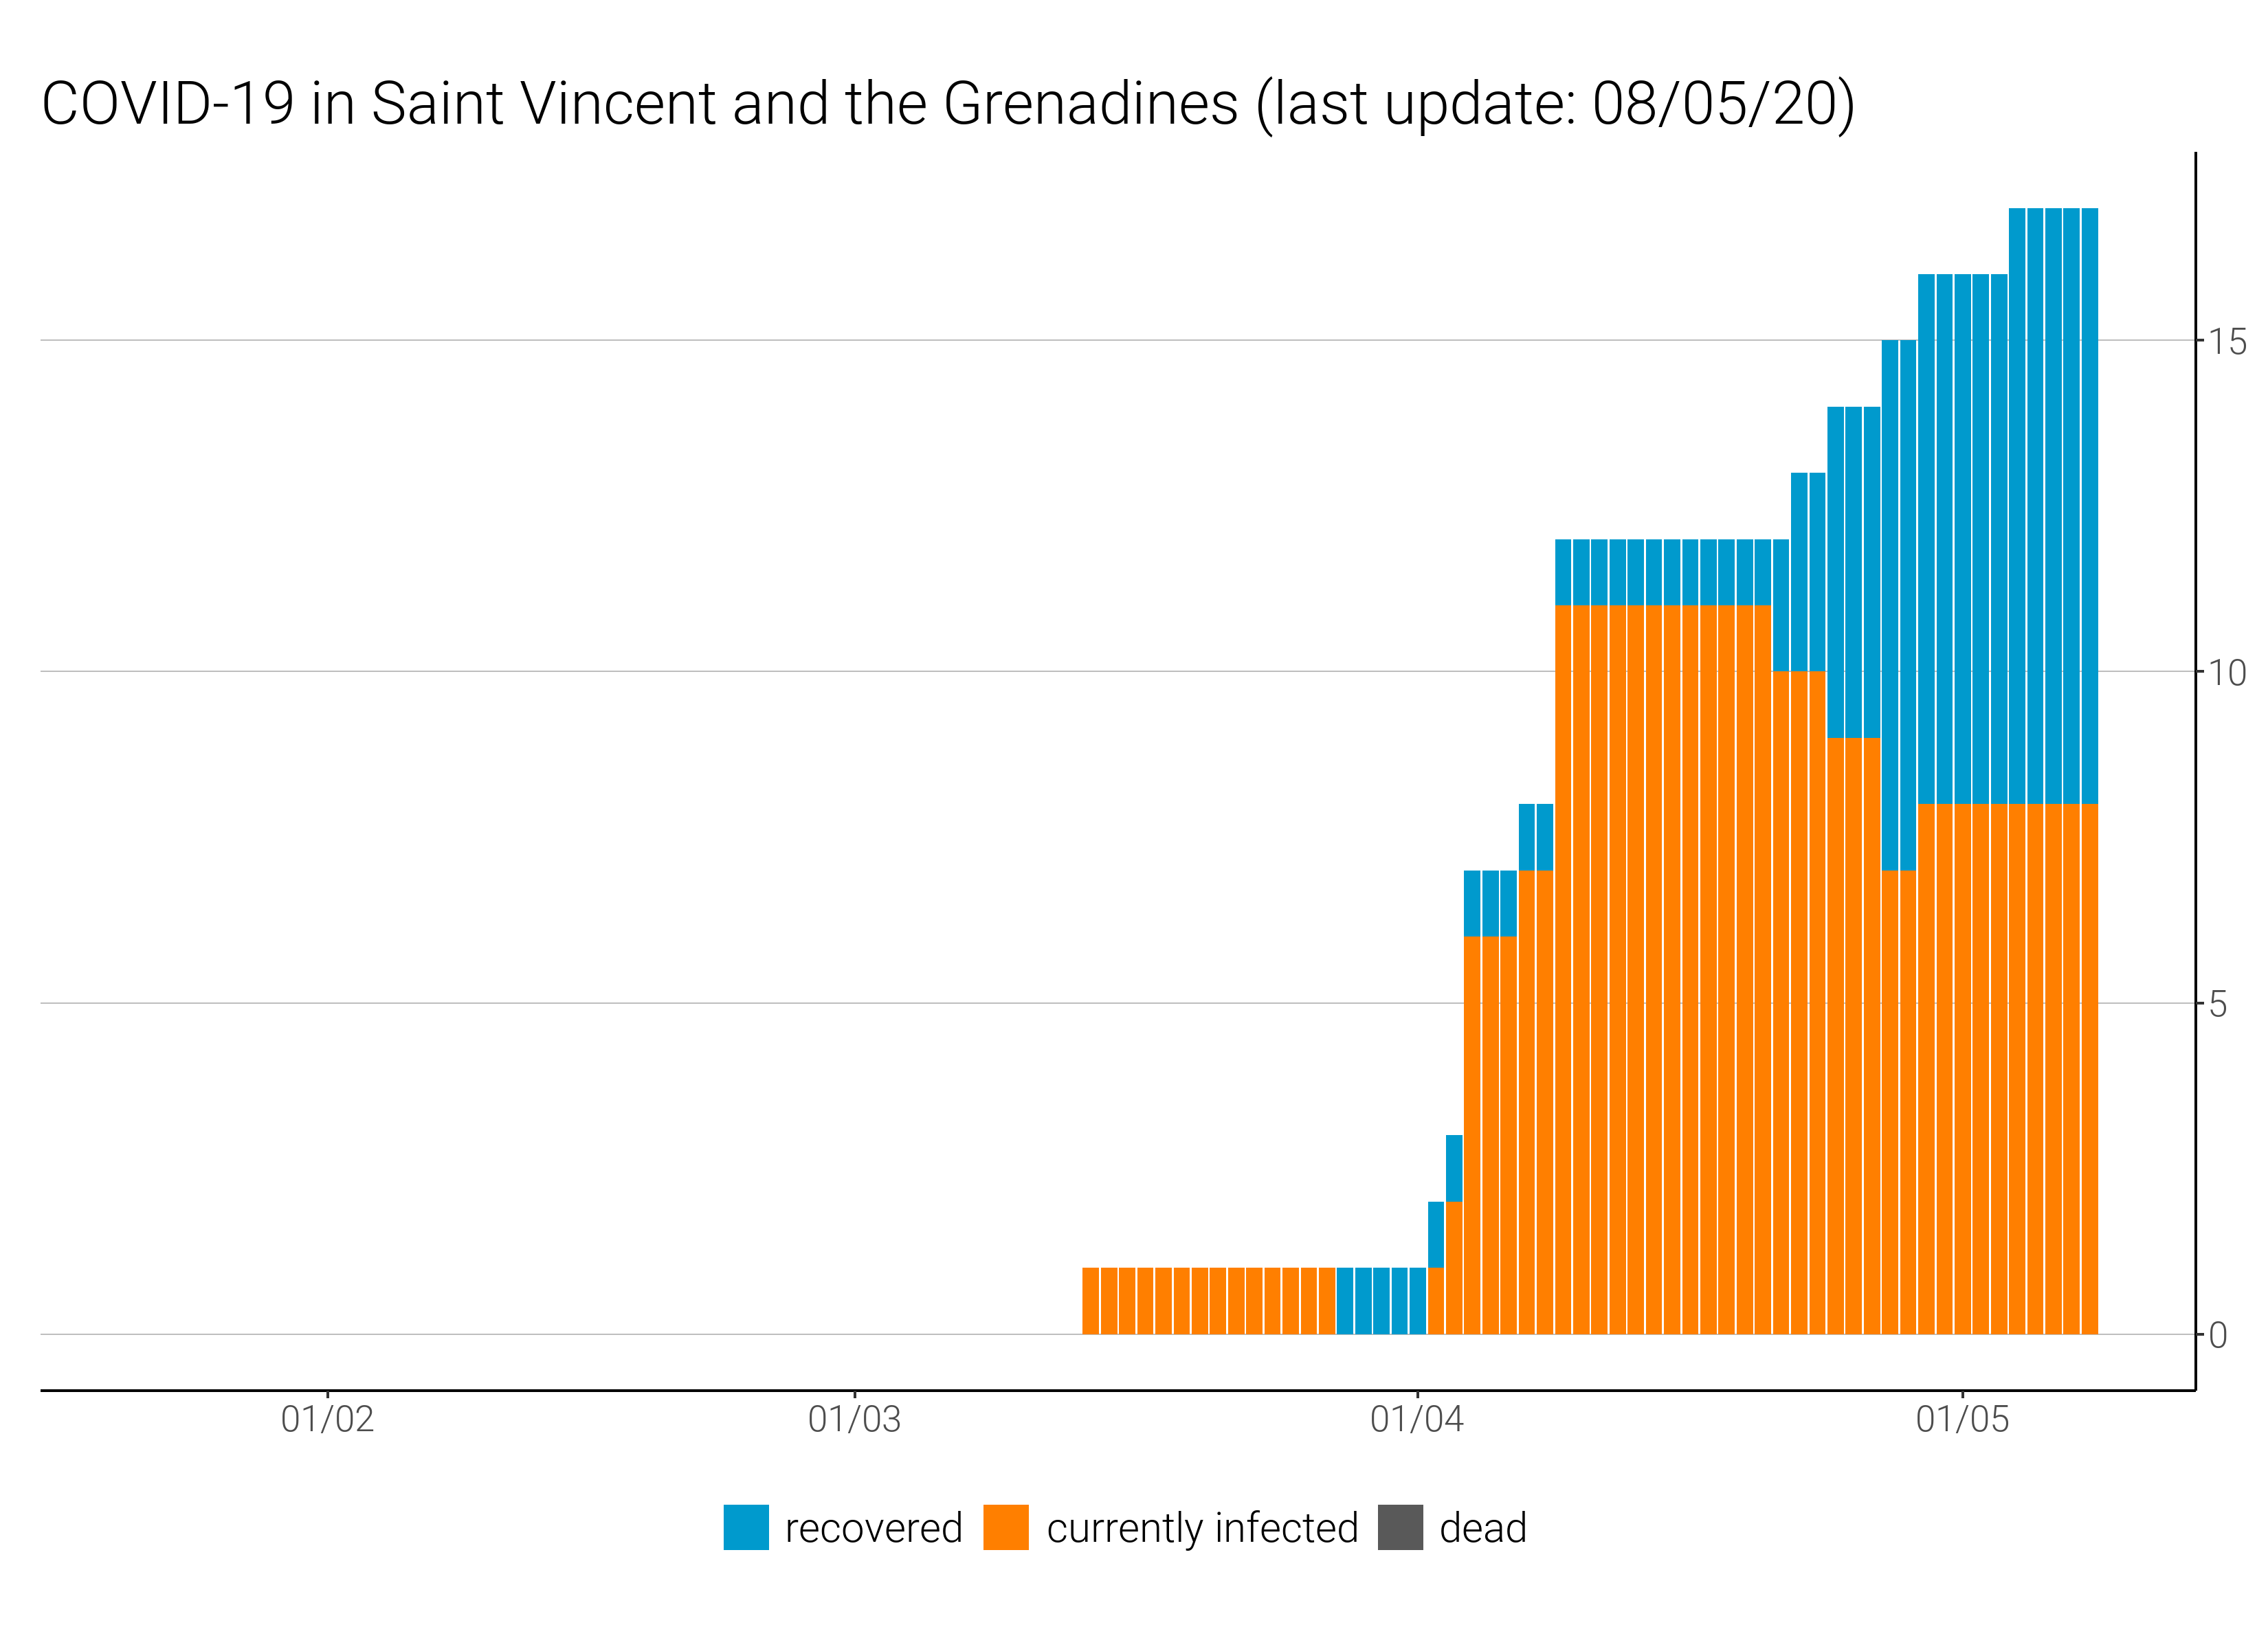 COVID-19 in Saint Vincent and the Grenadines (last update: 08/05/20)
15
10
5
0
01/02 01/03 01/04 01/05
recovered currently infected dead